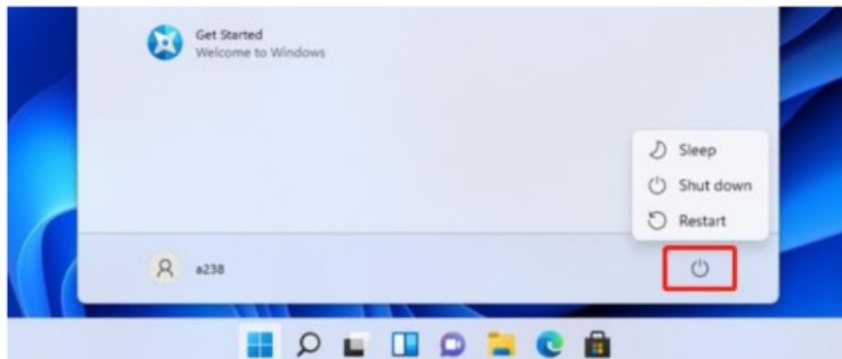 Get Started
Welcome to Windows
Sleep
Shut down
Restart
a238